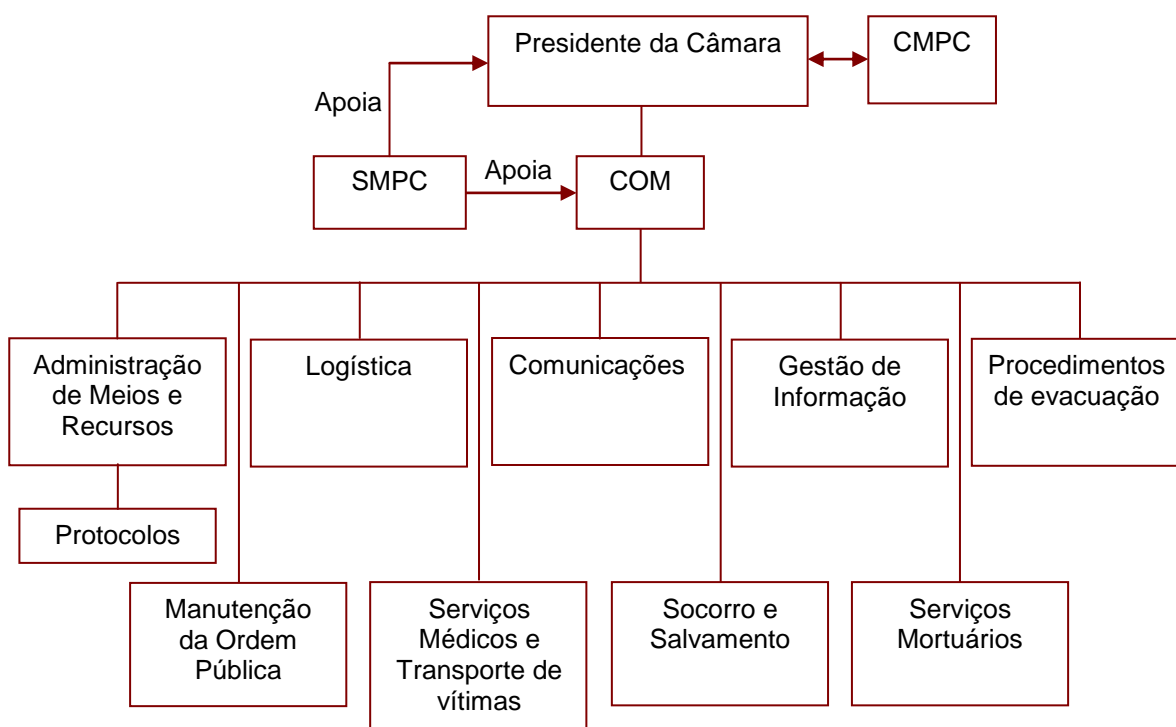 Presidente da Câmara
CMPC
Apoia
SMPC
Apoia
COM
Administração
de Meios e
Recursos
Logística
Comunicações
Gestão de
Informação
Procedimentos
de evacuação
Protocolos
Manutenção
da Ordem
Pública
Serviços
Médicos e
Transporte de
vítimas
Socorro e
Salvamento
Serviços
Mortuários